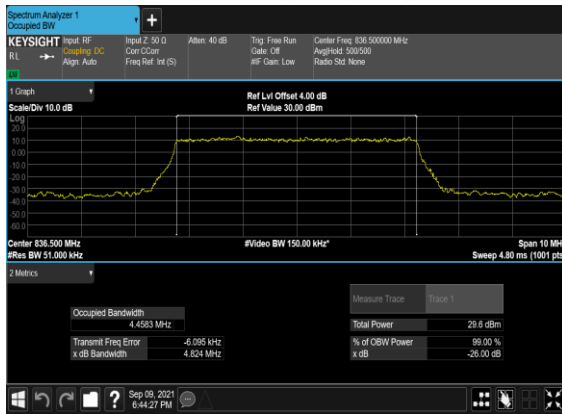 Spectrum Analyzer 1
Occupied BW
KEYSIGHT
RL
LXI
Input: RF
Coupling: DC
Align: Auto
Input Z: 50 Ω
Corr CCorr
Freq Ref: Int (S)
Atten: 40 dB
Trig: Free Run
Gate: Off
#IF Gain: Low
Center Freq: 836.500000 MHz
Avg|Hold: 500/500
Radio Std: None
1 Graph
Scale/Div 10.0 dB
Ref Lvl Offset 4.00 dB
Ref Value 30.00 dBm
Log
20.0
10.0
0.00
-10.0
-20.0
-30.0
-40.0
-50.0
-60.0
Center 836.500 MHz
#Res BW 51.000 kHz
#Video BW 150.00 kHz*
Span 10 MH
Sweep 4.80 ms (1001 pts
2 Metrics
Measure Trace
Trace 1
Occupied Bandwidth
4.4583 MHz
Total Power
29.6 dBm
Transmit Freq Error
-6.095 kHz
% of OBW Power
99.00 %
x dB Bandwidth
4.824 MHz
x dB
-26.00 dB
?
Sep 09, 2021
6:44:27 PM